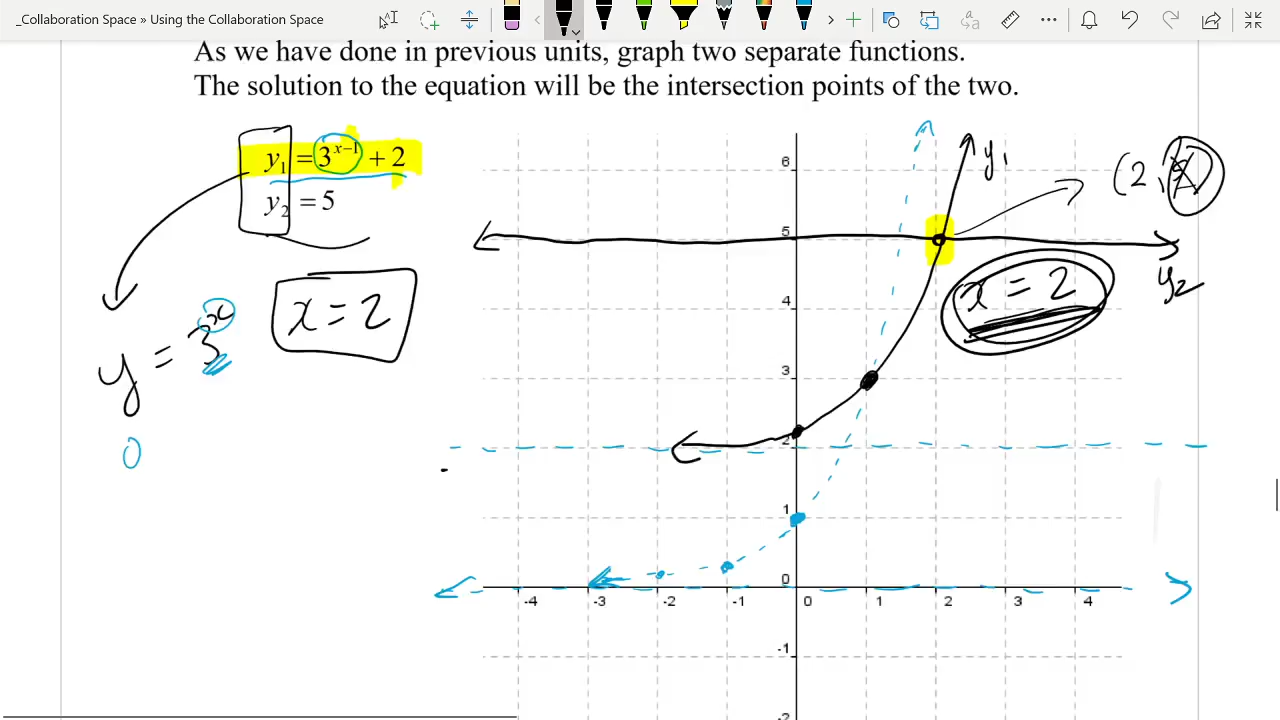 _Collaboration Space » Using the Collaboration Space
As we have done in previous units, graph two separate functions.
The solution to the equation will be the intersection points of the two.
y₁ = 3ˣ⁻¹ + 2
y₂ = 5
x = 2
y = 3ˣ
0
y₁
(2,
y₂
x = 2
6
5
4
3
2
1
0
-4 -3 -2 -1 0 1 2 3 4
-1
-2